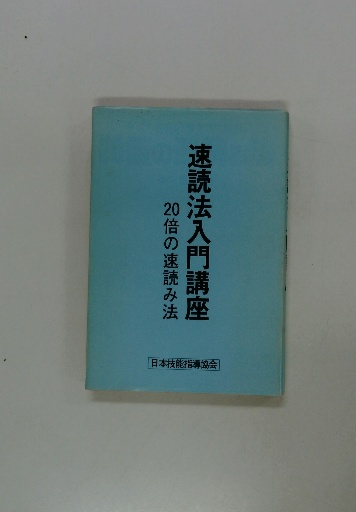 速読法入門講座
20倍の速読み法
日本技能指導協会